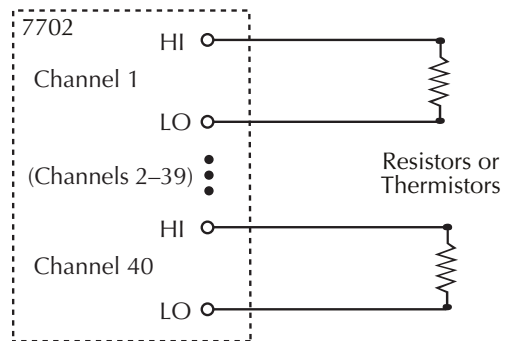 7702
HI
Channel 1
LO
(Channels 2–39)
Resistors or
Thermistors
HI
Channel 40
LO